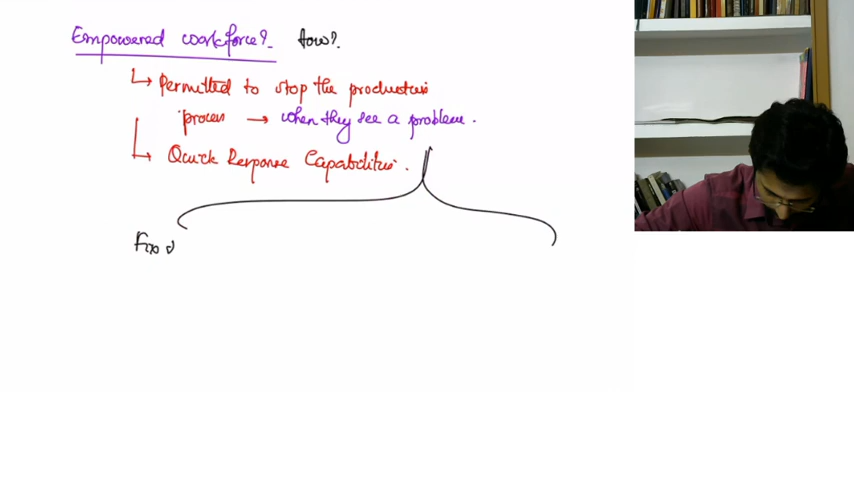 Empowered workforce? How?
↳ Permitted to stop the production
process → when they see a problem.
↳ Quick Response Capabilities.